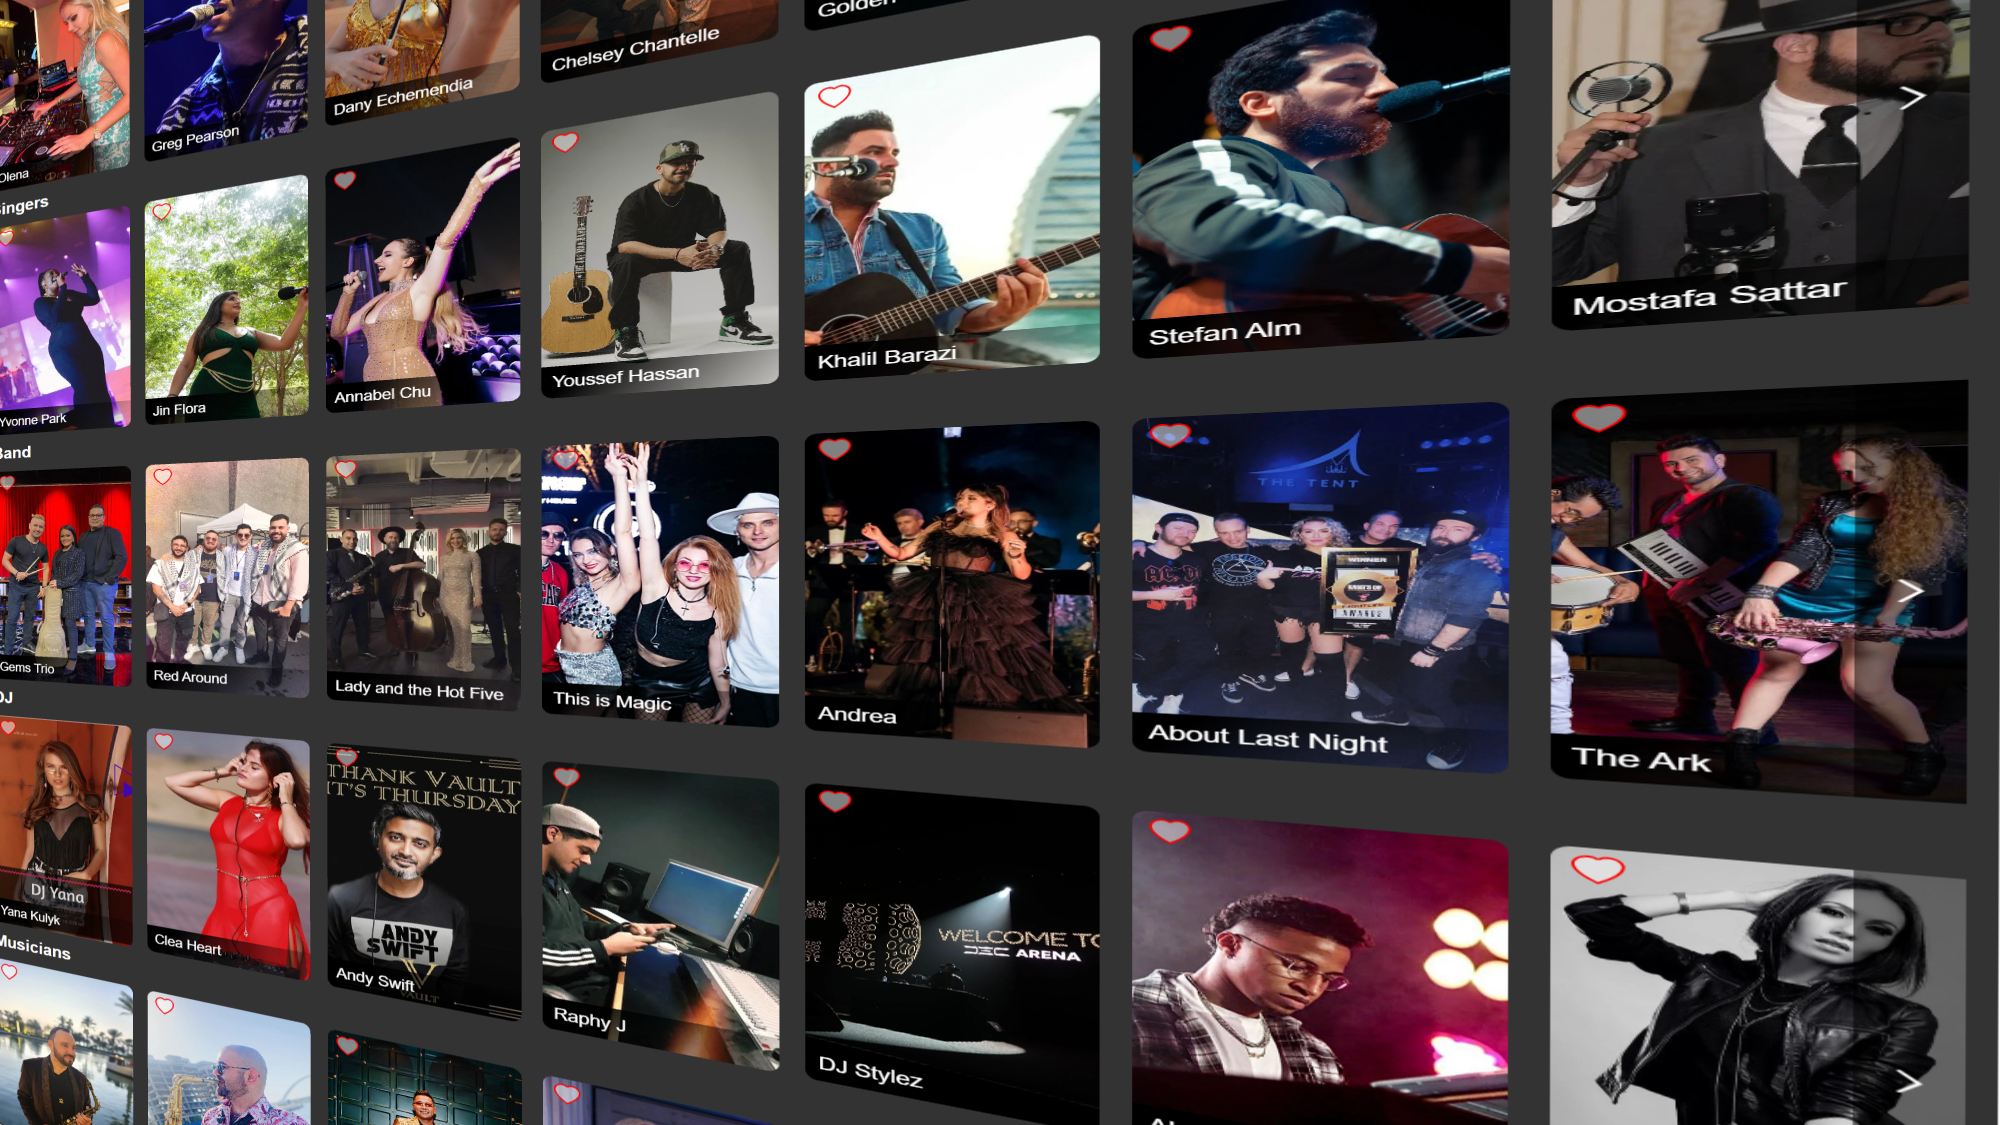 Olena
Greg Pearson
Dany Echemendia
Chelsey Chantelle
Golden
Singers
Yvonne Park
Jin Flora
Annabel Chu
Youssef Hassan
Khalil Barazi
Stefan Alm
Mostafa Sattar
Band
Gems Trio
Red Around
Lady and the Hot Five
This is Magic
Andrea
THE TENT
WINNER
About Last Night
The Ark
DJ
DJ Yana
Yana Kulyk
Clea Heart
THANK VAULT
IT'S THURSDAY
ANDY
SWIFT
Andy Swift
VAULT
Raphy J
WELCOME TO
DEC ARENA
DJ Stylez
Musicians